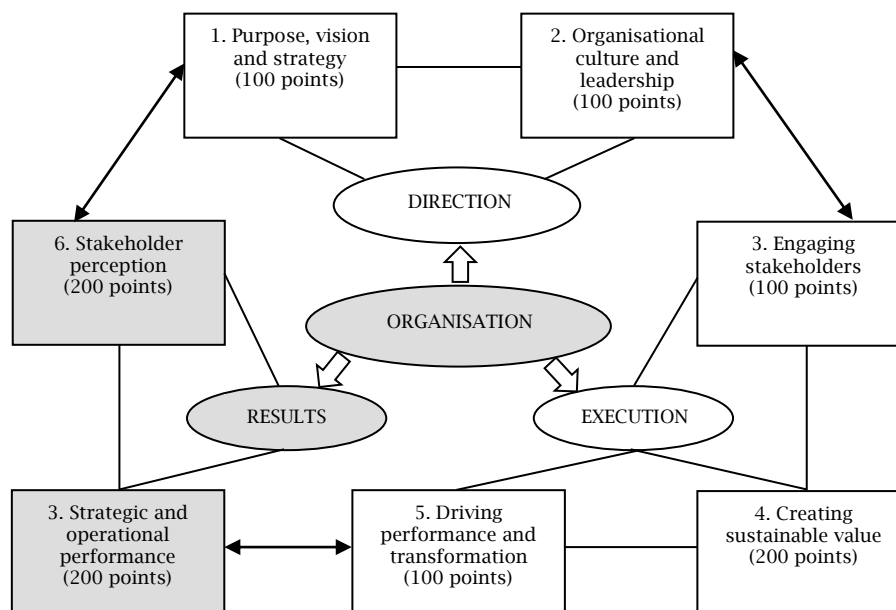 1. Purpose, vision
and strategy
(100 points)
2. Organisational
culture and
leadership
(100 points)
DIRECTION
6. Stakeholder
perception
(200 points)
3. Engaging
stakeholders
(100 points)
ORGANISATION
RESULTS
EXECUTION
3. Strategic and
operational
performance
(200 points)
5. Driving
performance and
transformation
(100 points)
4. Creating
sustainable value
(200 points)